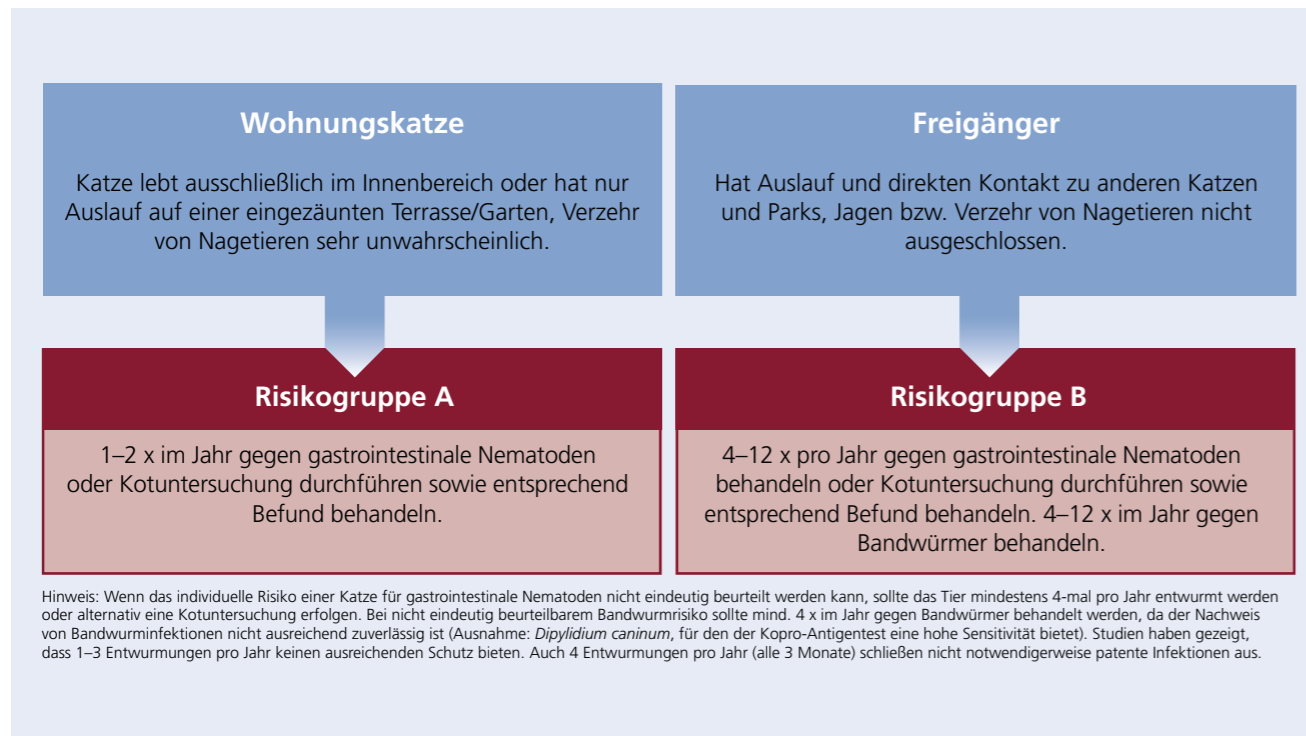 Wohnungskatze
Katze lebt ausschließlich im Innenbereich oder hat nur
Auslauf auf einer eingezäunten Terrasse/Garten, Verzehr
von Nagetieren sehr unwahrscheinlich.
Freigänger
Hat Auslauf und direkten Kontakt zu anderen Katzen
und Parks, Jagen bzw. Verzehr von Nagetieren nicht
ausgeschlossen.
Risikogruppe A
1–2 x im Jahr gegen gastrointestinale Nematoden
oder Kotuntersuchung durchführen sowie entsprechend
Befund behandeln.
Risikogruppe B
4–12 x pro Jahr gegen gastrointestinale Nematoden
behandeln oder Kotuntersuchung durchführen sowie
entsprechend Befund behandeln. 4–12 x im Jahr gegen
Bandwürmer behandeln.
Hinweis: Wenn das individuelle Risiko einer Katze für gastrointestinale Nematoden nicht eindeutig beurteilt werden kann, sollte das Tier mindestens 4-mal pro Jahr entwurmt werden
oder alternativ eine Kotuntersuchung erfolgen. Bei nicht eindeutig beurteilbarem Bandwurmrisiko sollte mind. 4 x im Jahr gegen Bandwürmer behandelt werden, da der Nachweis
von Bandwurminfektionen nicht ausreichend zuverlässig ist (Ausnahme: Dipylidium caninum, für den der Kopro-Antigentest eine hohe Sensitivität bietet). Studien haben gezeigt,
dass 1–3 Entwurmungen pro Jahr keinen ausreichenden Schutz bieten. Auch 4 Entwurmungen pro Jahr (alle 3 Monate) schließen nicht notwendigerweise patente Infektionen aus.